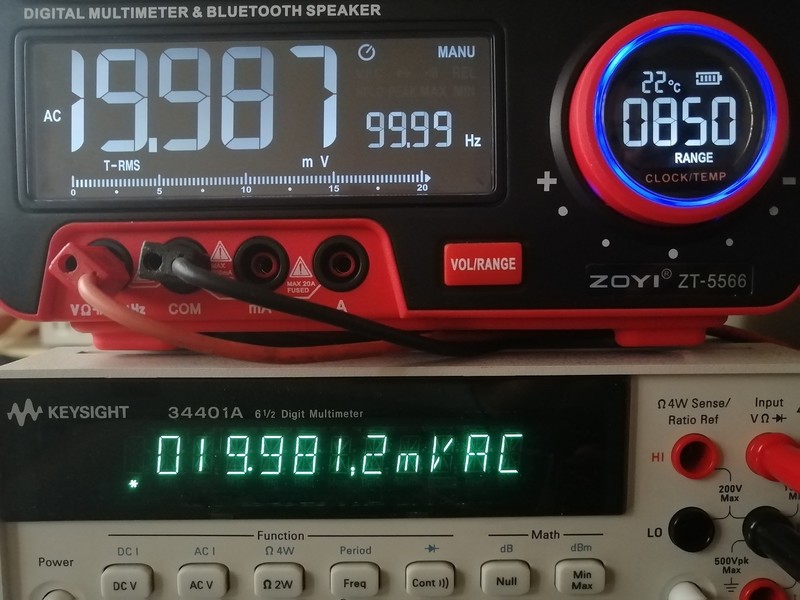 DIGITAL MULTIMETER & BLUETOOTH SPEAKER
MANU
AC 19.987 mV
99.99 Hz
T-RMS
0 5 10 15 20
22°C
0850
RANGE
CLOCK/TEMP
+ -
VOL/RANGE
ZOYI® ZT-5566
MAX 20A
FUSED
COM
mA
A
KEYSIGHT 34401A 6½ Digit Multimeter
019.981,2mVAC
*
Ω 4W Sense/
Ratio Ref
Input
V Ω
HI
200V
Max
LO
500Vpk
Max
Function
Math
Power
DC I AC I Ω 4W Period dB dBm
DC V AC V Ω 2W Freq Cont Null Min
Max